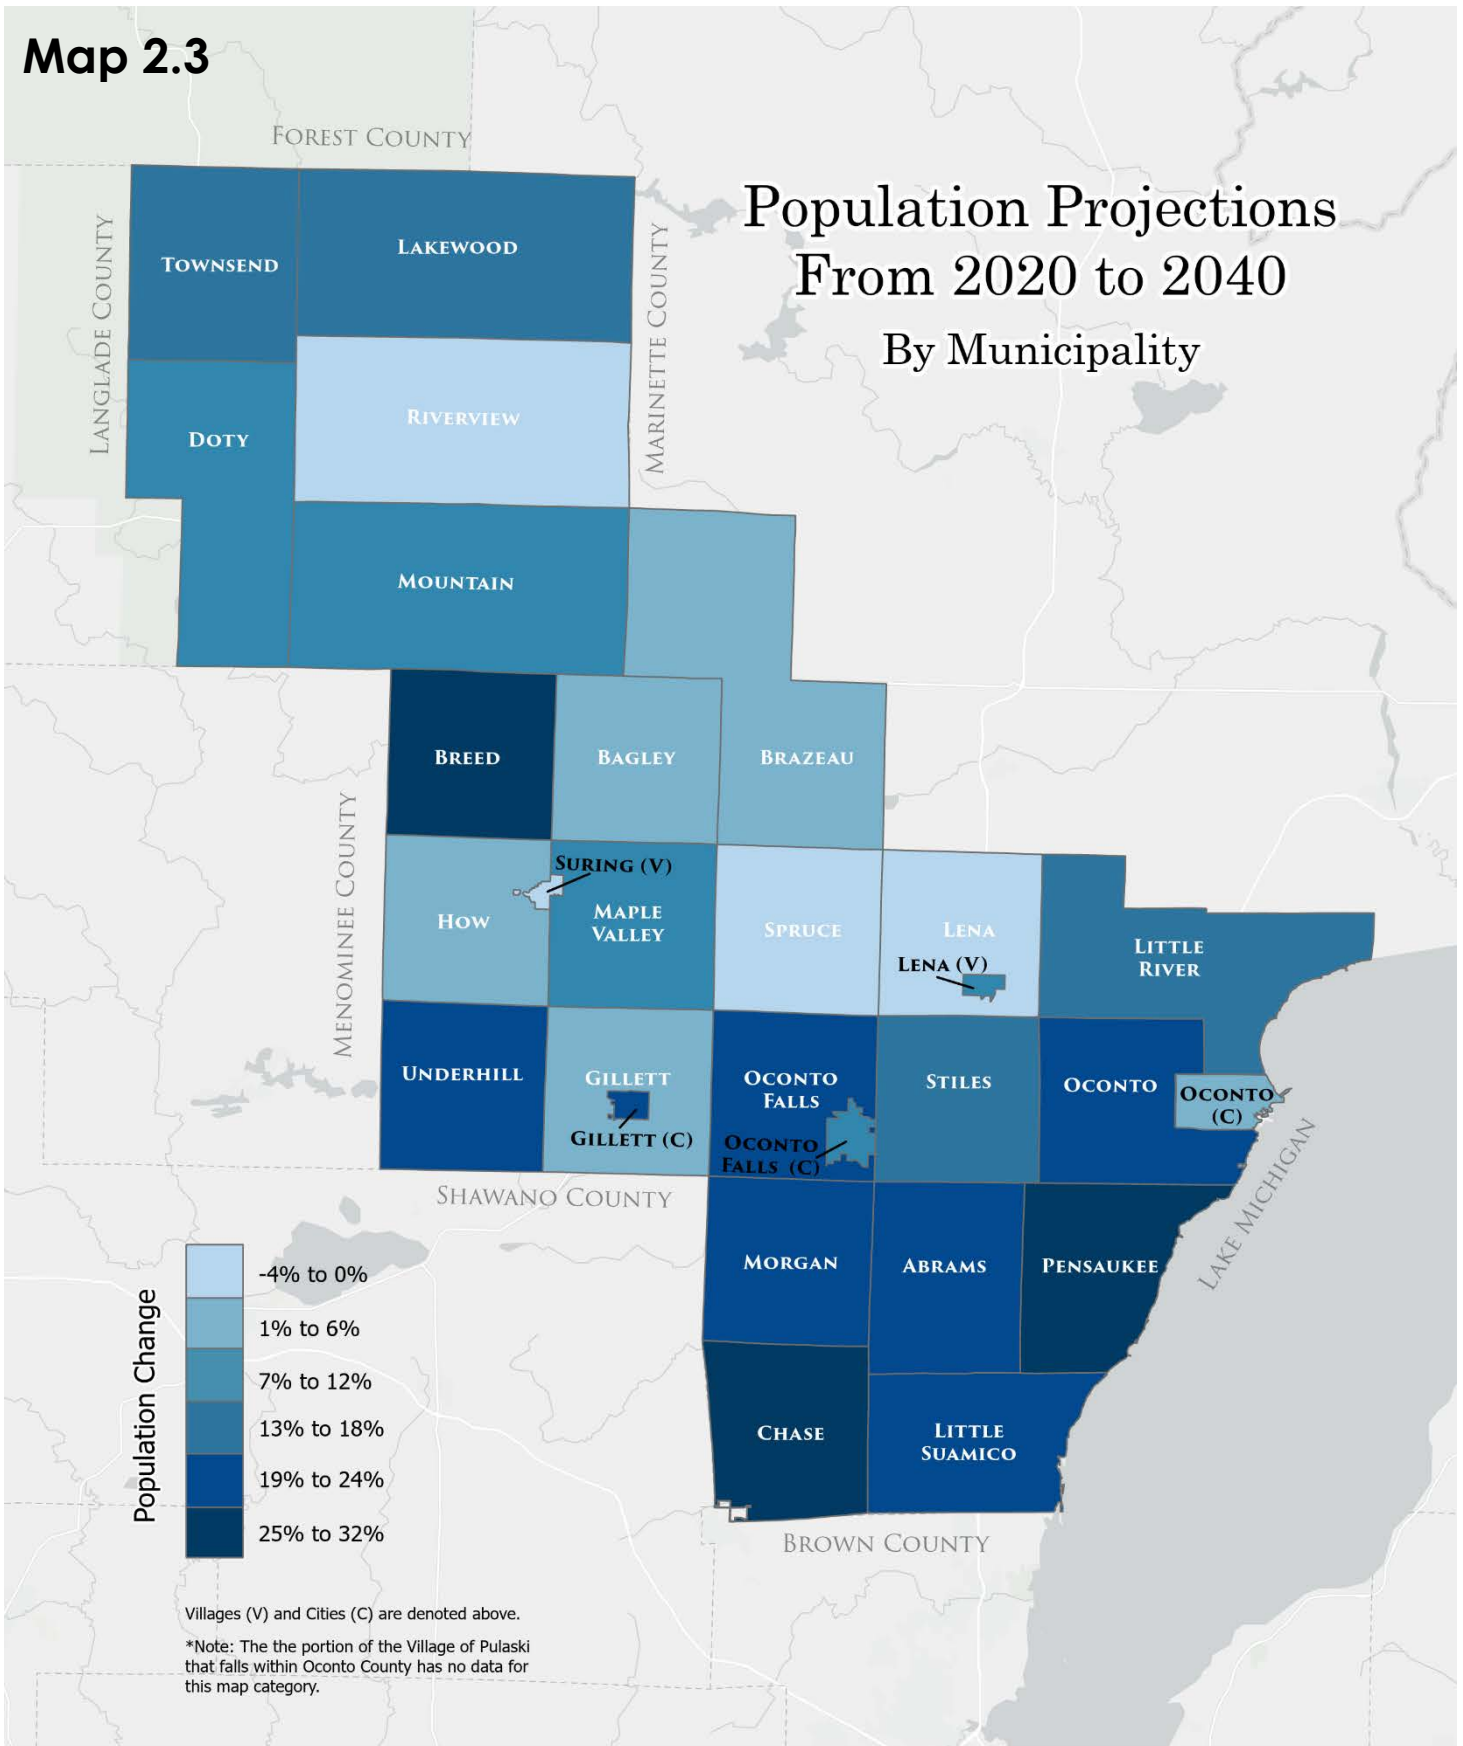 Map 2.3
FOREST COUNTY
Population Projections
From 2020 to 2040
By Municipality
LANGLADE COUNTY
MARINETTE COUNTY
TOWNSEND
LAKEWOOD
DOTY
RIVERVIEW
MOUNTAIN
BREED
BAGLEY
BRAZEAU
MENOMINEE COUNTY
SURING (V)
HOW
MAPLE
VALLEY
SPRUCE
LENA
LENA (V)
LITTLE
RIVER
UNDERHILL
GILLETT
GILLETT (C)
OCONTO
FALLS
OCONTO
FALLS (C)
STILES
OCONTO
OCONTO
(C)
SHAWANO COUNTY
LAKE MICHIGAN
MORGAN
ABRAMS
PENSAUKEE
CHASE
LITTLE
SUAMICO
BROWN COUNTY
Population Change
-4% to 0%
1% to 6%
7% to 12%
13% to 18%
19% to 24%
25% to 32%
Villages (V) and Cities (C) are denoted above.
*Note: The the portion of the Village of Pulaski
that falls within Oconto County has no data for
this map category.